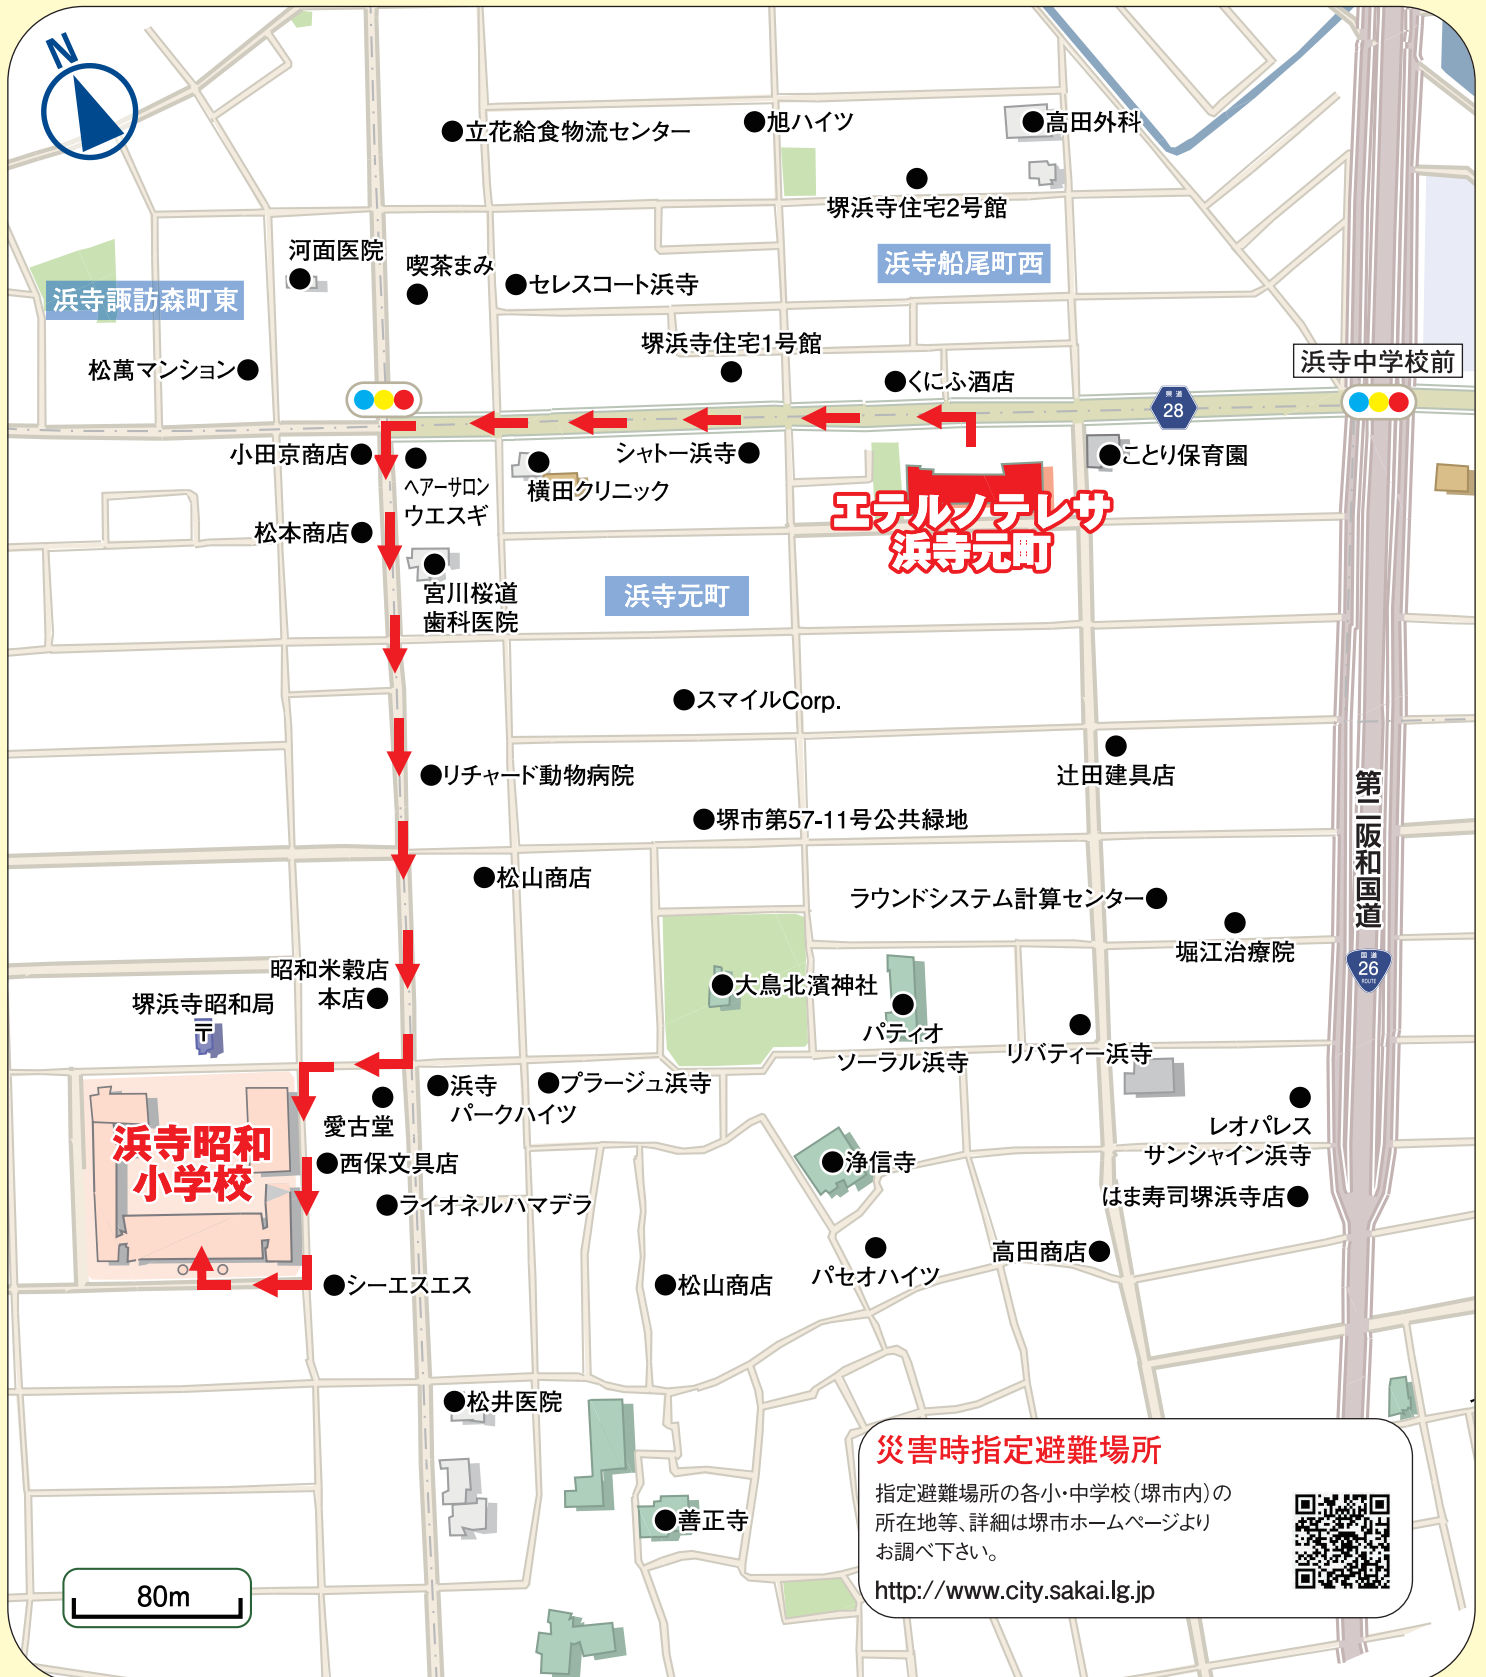 N
立花給食物流センター
旭ハイツ
高田外科
堺浜寺住宅2号館
河面医院
喫茶まみ
セレスコート浜寺
浜寺船尾町西
浜寺諏訪森町東
堺浜寺住宅1号館
浜寺中学校前
松萬マンション
くにふ酒店
県道
28
小田京商店
シャトー浜寺
ことり保育園
ヘアーサロン
ウエスギ
横田クリニック
エテルノテレサ
浜寺元町
松本商店
宮川桜道
歯科医院
浜寺元町
スマイルCorp.
リチャード動物病院
辻田建具店
堺市第57-11号公共緑地
第二阪和国道
松山商店
ラウンドシステム計算センター
堀江治療院
国道
26
ROUTE
昭和米穀店
本店
大鳥北濱神社
堺浜寺昭和局
〒
パティオ
ソーラル浜寺
リバティー浜寺
浜寺
パークハイツ
プラージュ浜寺
愛古堂
レオパレス
サンシャイン浜寺
浜寺昭和
小学校
西保文具店
浄信寺
ライオネルハマデラ
はま寿司堺浜寺店
高田商店
パセオハイツ
シーエスエス
松山商店
松井医院
善正寺
災害時指定避難場所
指定避難場所の各小・中学校（堺市内）の
所在地等、詳細は堺市ホームページより
お調べ下さい。
http://www.city.sakai.lg.jp
80m